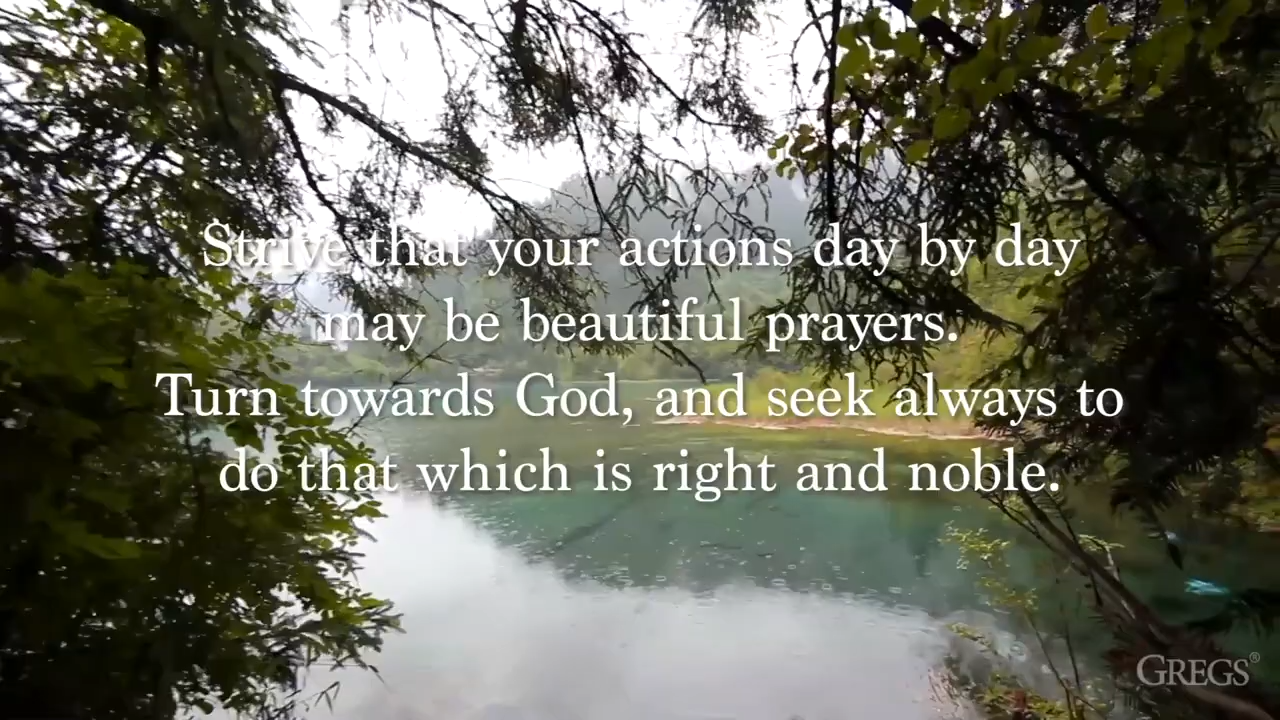 Strive that your actions day by day
may be beautiful prayers.
Turn towards God, and seek always to
do that which is right and noble.
GREGS®